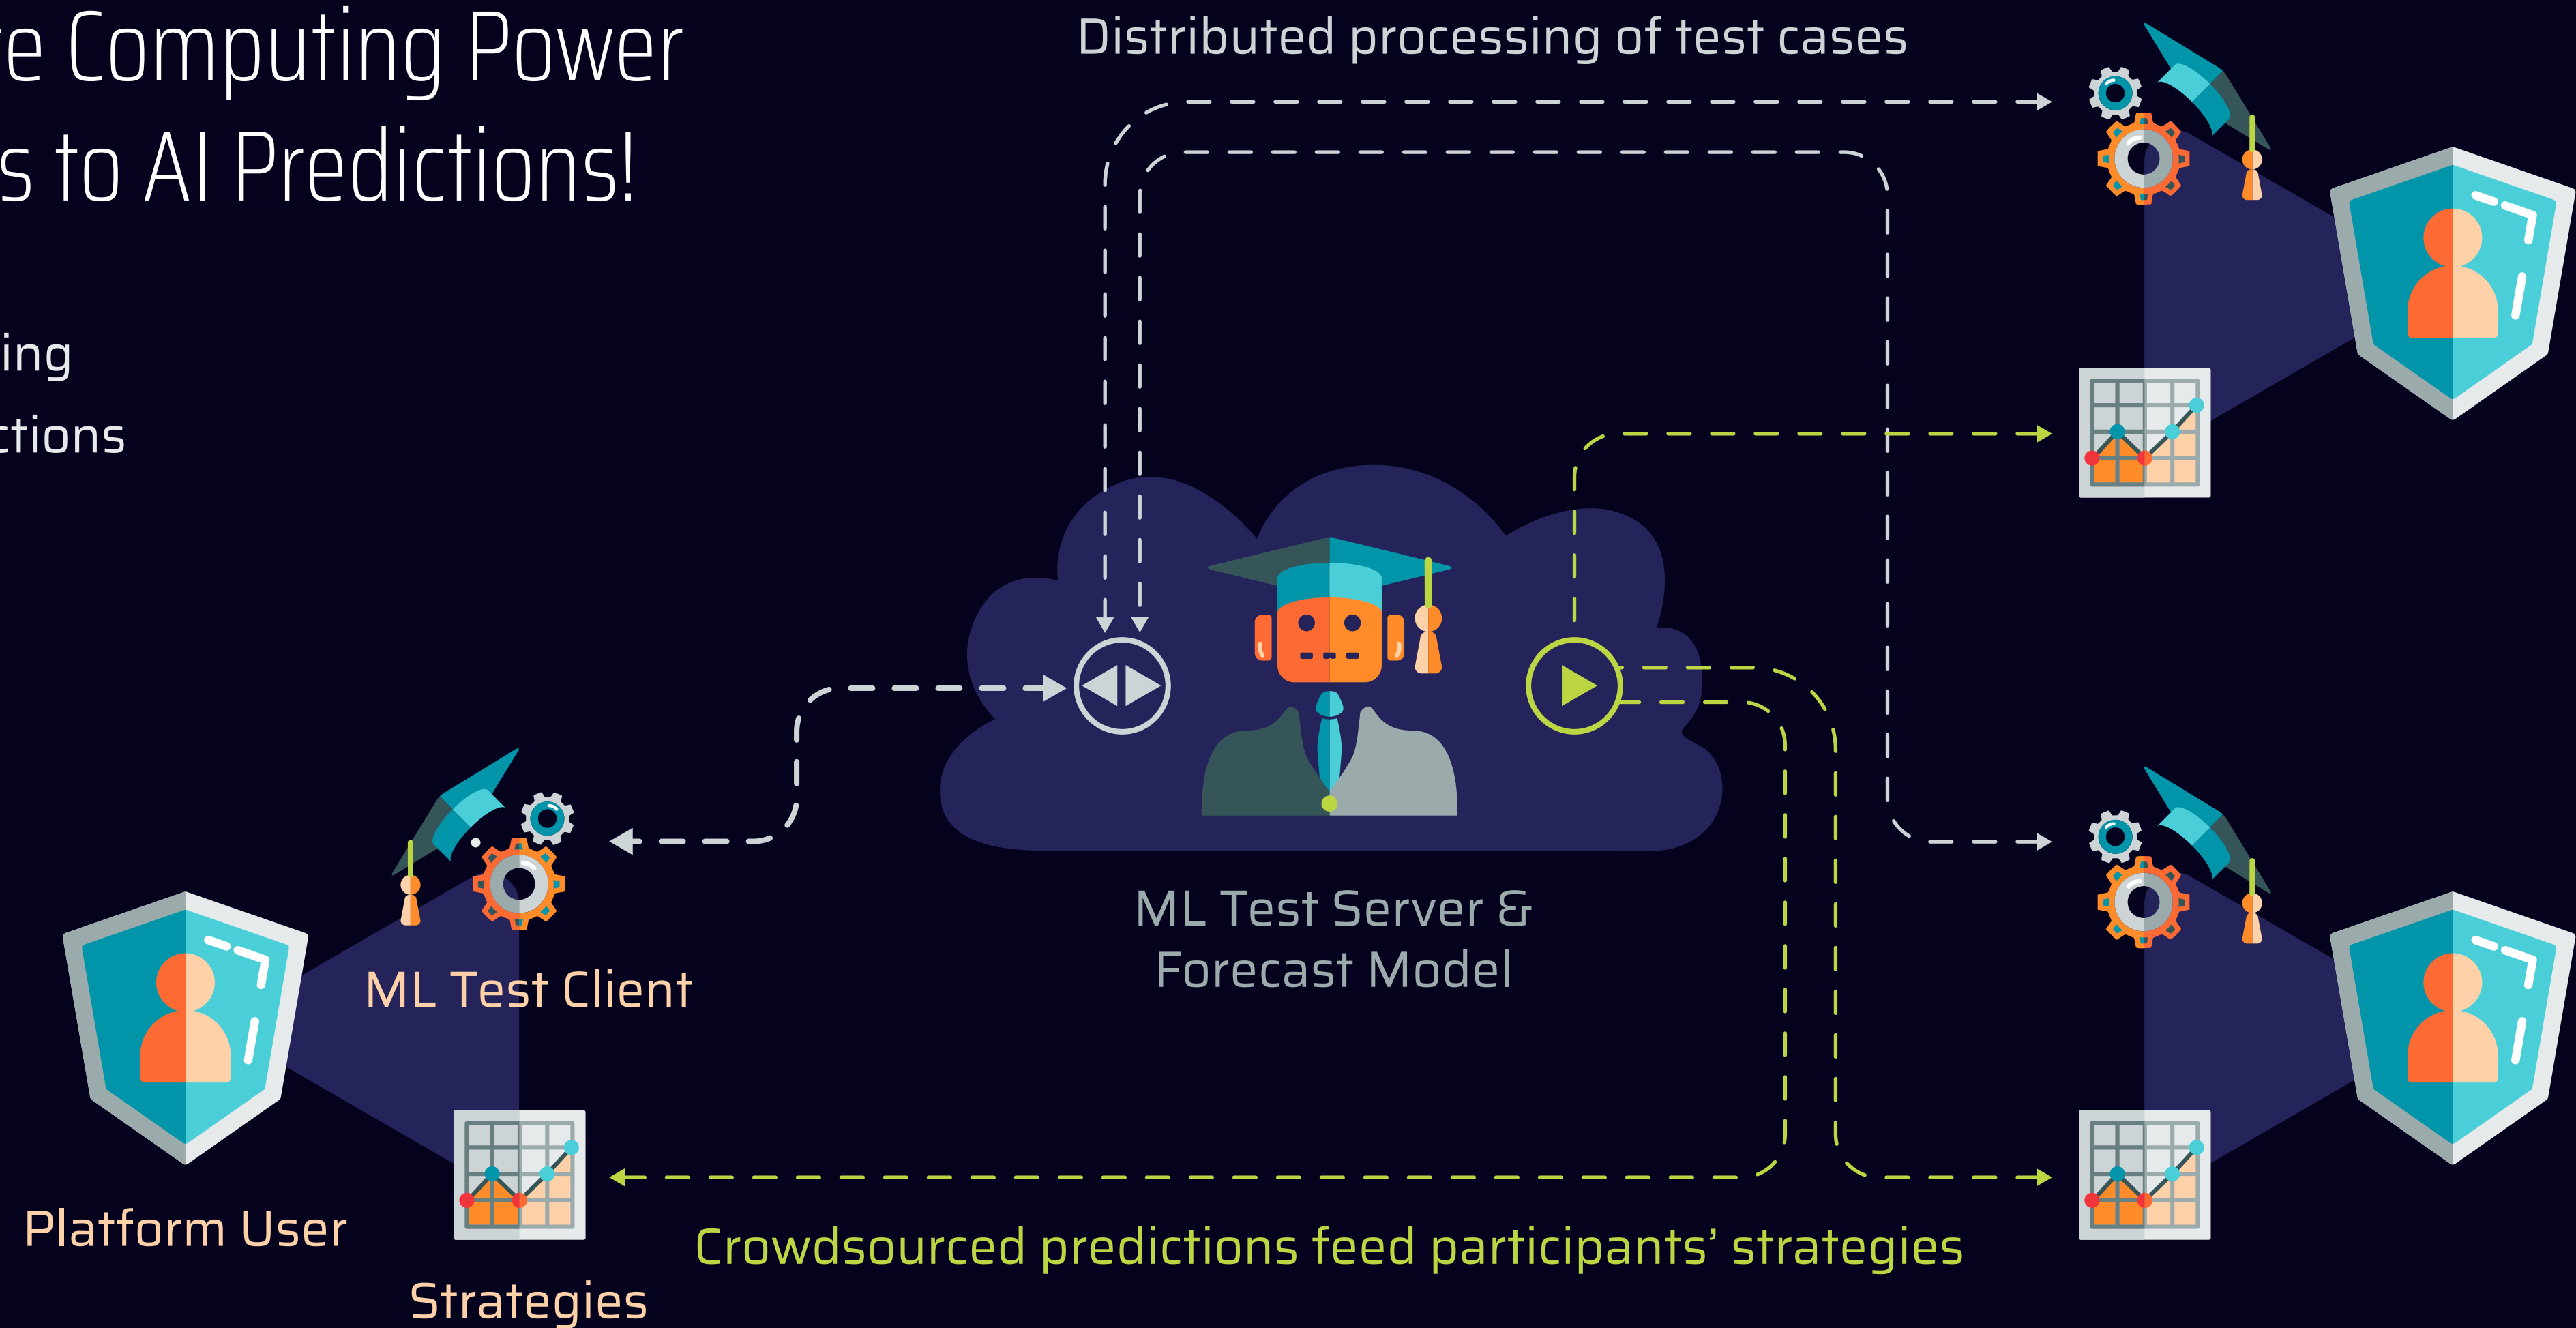 re Computing Power
s to AI Predictions!
ing
ctions
Distributed processing of test cases
ML Test Server &
Forecast Model
ML Test Client
Platform User
Strategies
Crowdsourced predictions feed participants’ strategies